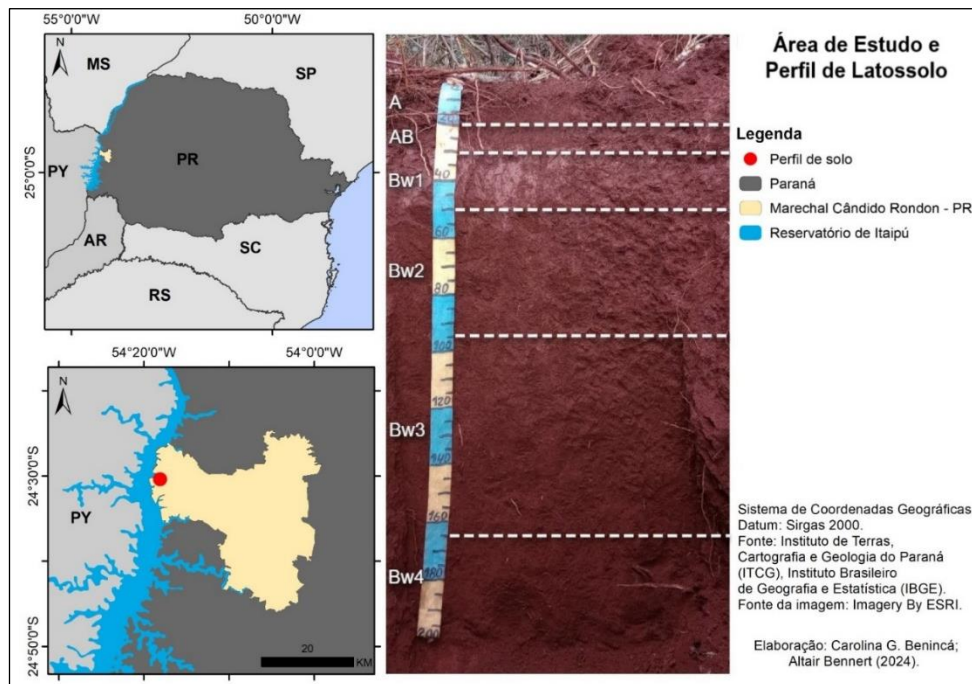 55°0'0"W
50°0'0"W
N
MS
SP
PY
PR
25°0'0"S
AR
SC
RS
54°20'0"W
54°0'0"W
N
24°30'0"S
PY
24°50'0"S
20
KM
A
AB
Bw1
Bw2
Bw3
Bw4
20
40
60
80
100
120
140
160
180
200
Área de Estudo e
Perfil de Latossolo
Legenda
Perfil de solo
Paraná
Marechal Cândido Rondon - PR
Reservatório de Itaipú
Sistema de Coordenadas Geográficas
Datum: Sirgas 2000.
Fonte: Instituto de Terras,
Cartografia e Geologia do Paraná
(ITCG), Instituto Brasileiro
de Geografia e Estatística (IBGE).
Fonte da imagem: Imagery By ESRI.
Elaboração: Carolina G. Benincá;
Altair Bennert (2024).